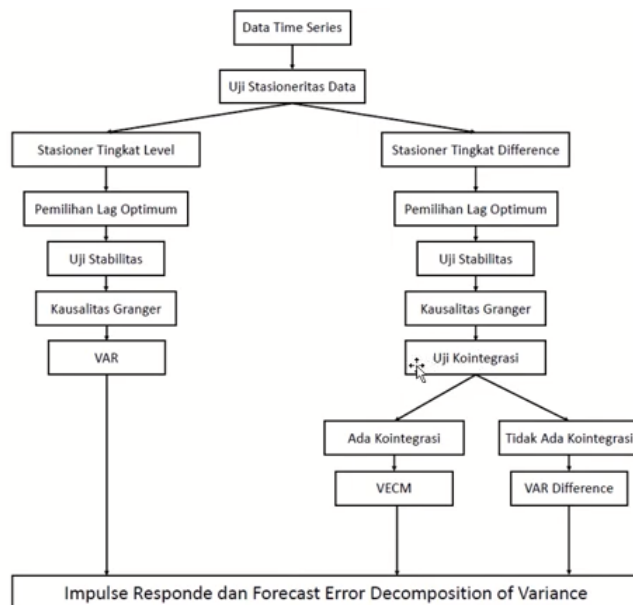 Data Time Series
Uji Stasioneritas Data
Stasioner Tingkat Level
Stasioner Tingkat Difference
Pemilihan Lag Optimum
Pemilihan Lag Optimum
Uji Stabilitas
Uji Stabilitas
Kausalitas Granger
Kausalitas Granger
VAR
Uji Kointegrasi
Ada Kointegrasi
Tidak Ada Kointegrasi
VECM
VAR Difference
Impulse Responde dan Forecast Error Decomposition of Variance